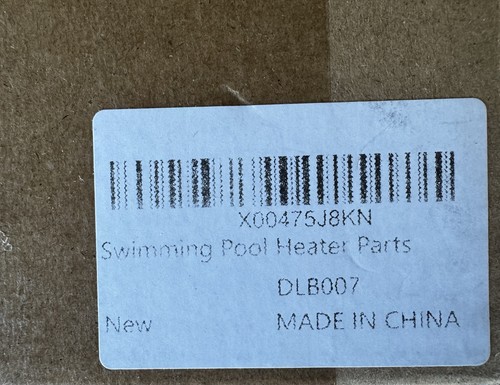 X00475J8KN
Swimming Pool Heater Parts
DLB007
New MADE IN CHINA